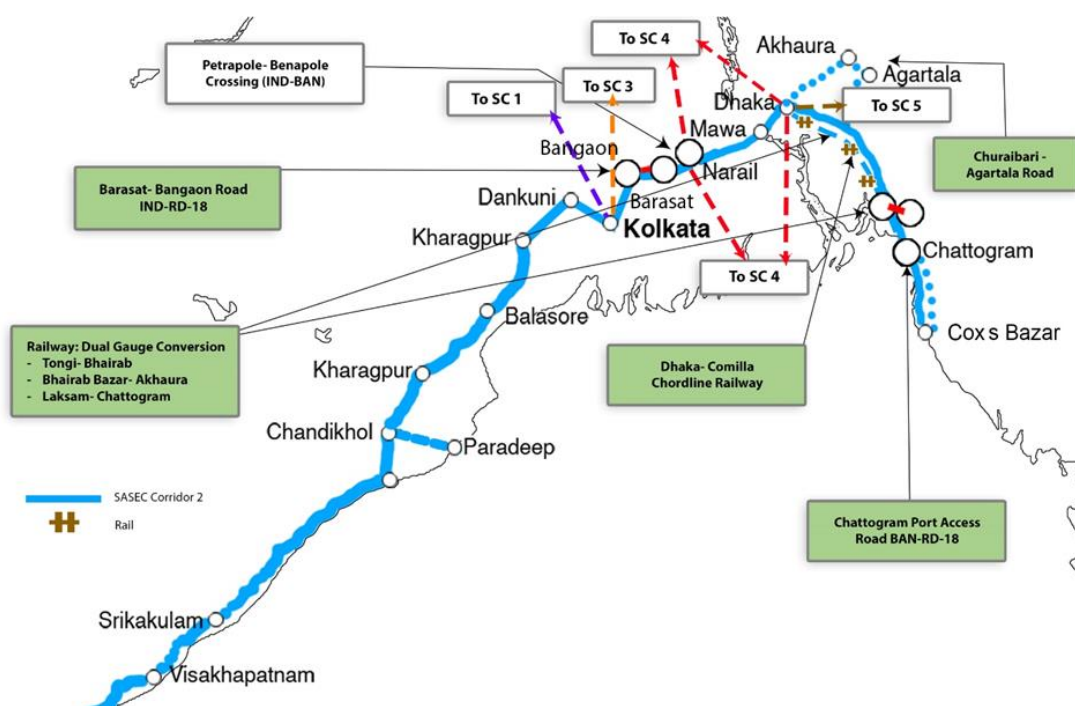 To SC 4
Akhaura
Petrapole- Benapole
Crossing (IND-BAN)
To SC 3
Agartala
To SC 1
Dhaka
To SC 5
Mawa
Bangaon
Narail
Churaibari -
Agartala Road
Barasat- Bangaon Road
IND-RD-18
Dankuni
Barasat
Kolkata
Kharagpur
Chattogram
To SC 4
Balasore
Cox s Bazar
Railway: Dual Gauge Conversion
- Tongi- Bhairab
- Bhairab Bazar- Akhaura
- Laksam- Chattogram
Dhaka- Comilla
Chordline Railway
Kharagpur
Chandikhol
Paradeep
SASEC Corridor 2
Rail
Chattogram Port Access
Road BAN-RD-18
Srikakulam
Visakhapatnam